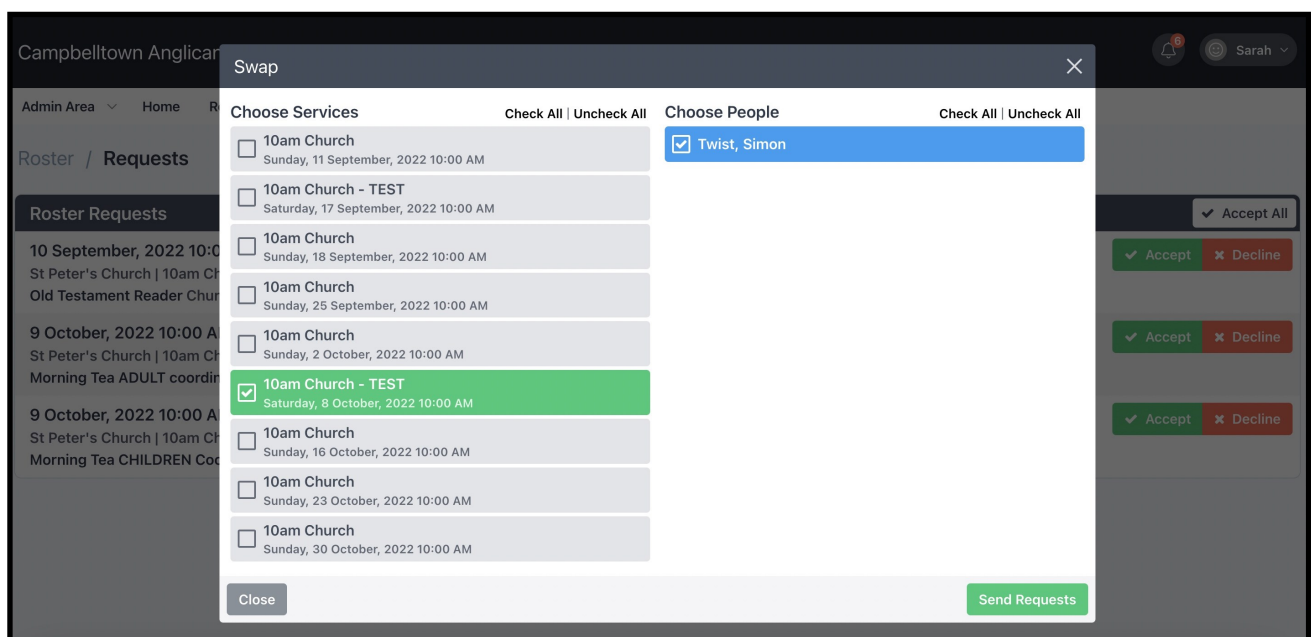 Campbelltown Anglican
6
Sarah
Admin Area
Home
Roster / Requests
Roster Requests
Accept All
10 September, 2022 10:0
St Peter's Church | 10am Ch
Old Testament Reader Chur
Accept
Decline
9 October, 2022 10:00 A
St Peter's Church | 10am Ch
Morning Tea ADULT coordin
Accept
Decline
9 October, 2022 10:00 A
St Peter's Church | 10am Ch
Morning Tea CHILDREN Coo
Accept
Decline
Swap
Choose Services
Check All | Uncheck All
10am Church
Sunday, 11 September, 2022 10:00 AM
10am Church - TEST
Saturday, 17 September, 2022 10:00 AM
10am Church
Sunday, 18 September, 2022 10:00 AM
10am Church
Sunday, 25 September, 2022 10:00 AM
10am Church
Sunday, 2 October, 2022 10:00 AM
10am Church - TEST
Saturday, 8 October, 2022 10:00 AM
10am Church
Sunday, 16 October, 2022 10:00 AM
10am Church
Sunday, 23 October, 2022 10:00 AM
10am Church
Sunday, 30 October, 2022 10:00 AM
Choose People
Check All | Uncheck All
Twist, Simon
Close
Send Requests